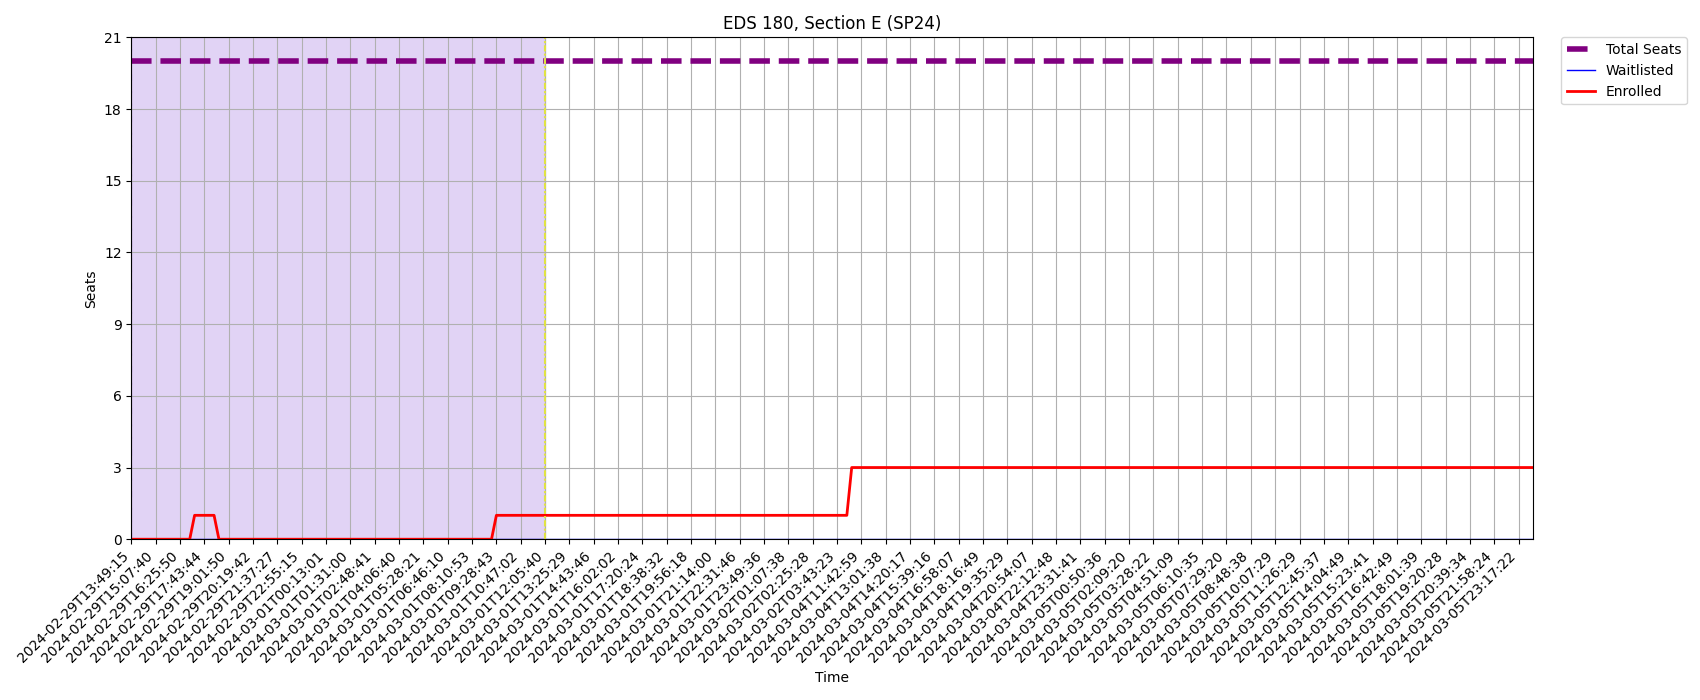 EDS 180, Section E (SP24)
Total Seats
Waitlisted
Enrolled
21
18
15
12
9
6
3
0
Seats
2024-02-29T13:49:15
2024-02-29T15:07:40
2024-02-29T16:25:50
2024-02-29T17:43:44
2024-02-29T19:01:50
2024-02-29T20:19:42
2024-02-29T21:37:27
2024-02-29T22:55:15
2024-03-01T00:13:01
2024-03-01T01:31:00
2024-03-01T02:48:41
2024-03-01T04:06:40
2024-03-01T05:28:21
2024-03-01T06:46:10
2024-03-01T08:10:53
2024-03-01T09:28:43
2024-03-01T10:47:02
2024-03-01T12:05:40
2024-03-01T13:25:29
2024-03-01T14:43:46
2024-03-01T16:02:02
2024-03-01T17:20:24
2024-03-01T18:38:32
2024-03-01T19:56:18
2024-03-01T21:14:00
2024-03-01T22:31:46
2024-03-01T23:49:36
2024-03-02T01:07:38
2024-03-02T02:25:28
2024-03-02T03:43:23
2024-03-04T11:42:59
2024-03-04T13:01:38
2024-03-04T14:20:17
2024-03-04T15:39:16
2024-03-04T16:58:07
2024-03-04T18:16:49
2024-03-04T19:35:29
2024-03-04T20:54:07
2024-03-04T22:12:48
2024-03-04T23:31:41
2024-03-05T00:50:36
2024-03-05T02:09:20
2024-03-05T03:28:22
2024-03-05T04:51:09
2024-03-05T06:10:35
2024-03-05T07:29:20
2024-03-05T08:48:38
2024-03-05T10:07:29
2024-03-05T11:26:29
2024-03-05T12:45:37
2024-03-05T14:04:49
2024-03-05T15:23:41
2024-03-05T16:42:49
2024-03-05T18:01:39
2024-03-05T19:20:28
2024-03-05T20:39:34
2024-03-05T21:58:24
2024-03-05T23:17:22
Time